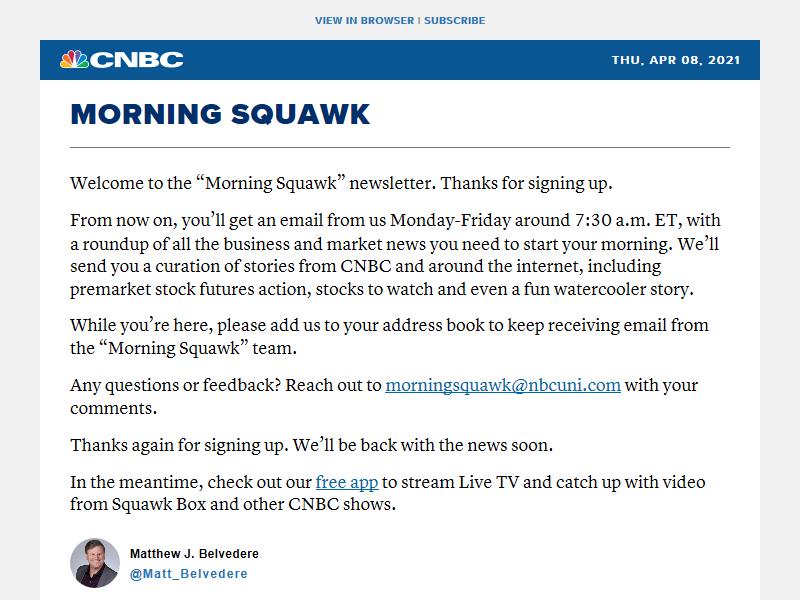 VIEW IN BROWSER | SUBSCRIBE
CNBC
THU, APR 08, 2021
MORNING SQUAWK
Welcome to the “Morning Squawk” newsletter. Thanks for signing up.
From now on, you’ll get an email from us Monday-Friday around 7:30 a.m. ET, with
a roundup of all the business and market news you need to start your morning. We’ll
send you a curation of stories from CNBC and around the internet, including
premarket stock futures action, stocks to watch and even a fun watercooler story.
While you’re here, please add us to your address book to keep receiving email from
the “Morning Squawk” team.
Any questions or feedback? Reach out to morningsquawk@nbcuni.com with your
comments.
Thanks again for signing up. We’ll be back with the news soon.
In the meantime, check out our free app to stream Live TV and catch up with video
from Squawk Box and other CNBC shows.
Matthew J. Belvedere
@Matt_Belvedere